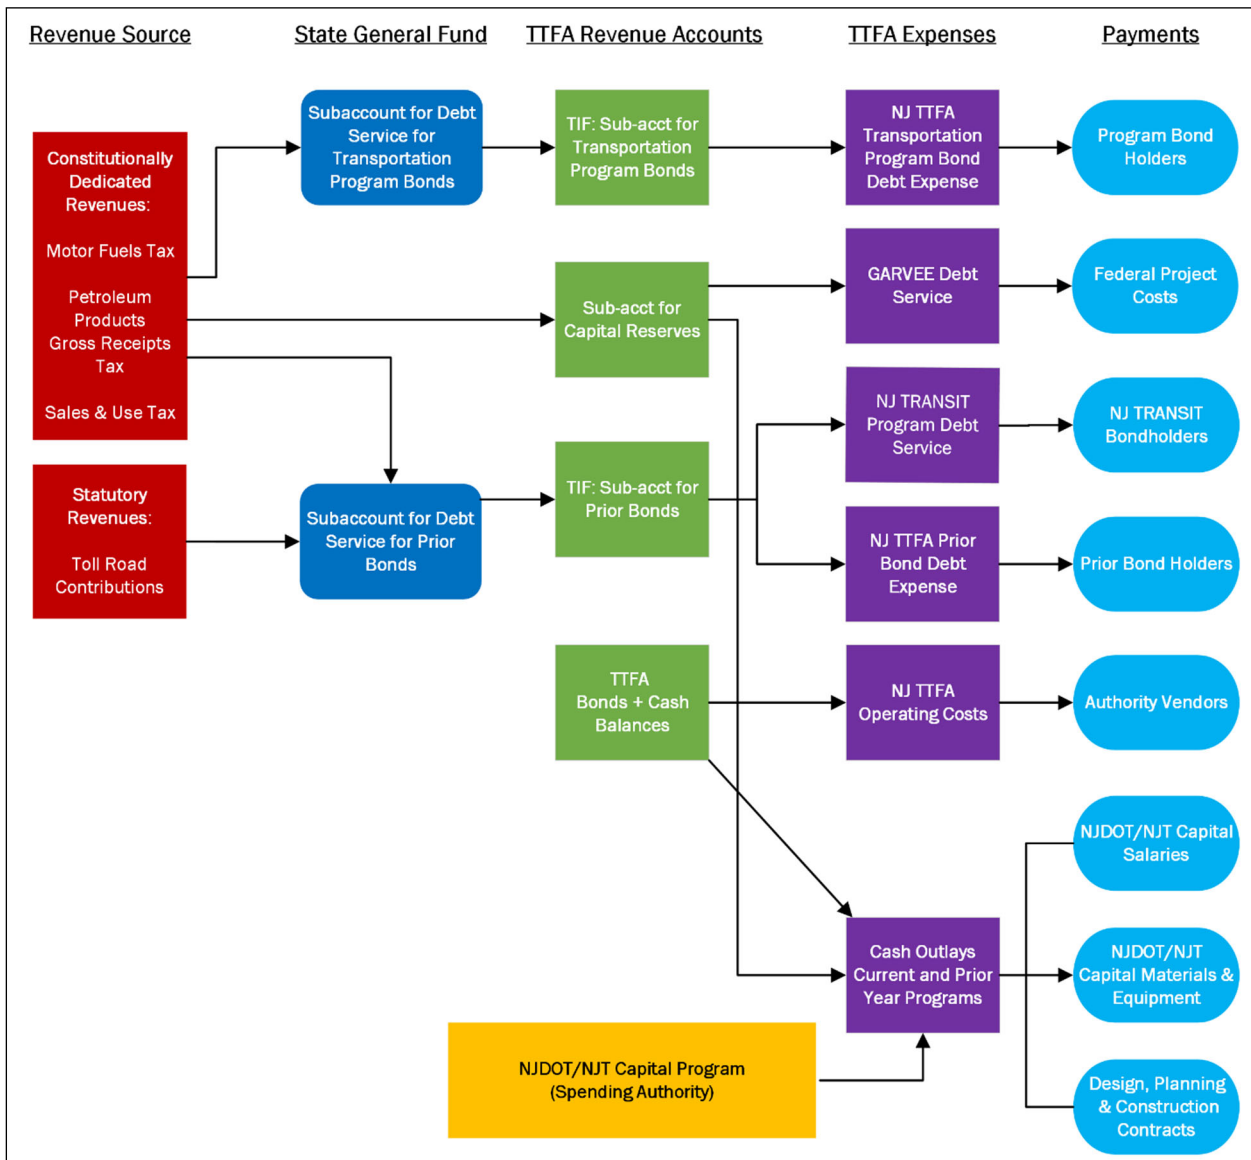 Revenue Source
State General Fund
TTFA Revenue Accounts
TTFA Expenses
Payments
Constitutionally
Dedicated
Revenues:
Motor Fuels Tax
Petroleum
Products
Gross Receipts
Tax
Sales & Use Tax
Statutory
Revenues:
Toll Road
Contributions
Subaccount for Debt
Service for
Transportation
Program Bonds
Subaccount for Debt
Service for Prior
Bonds
TIF: Sub-acct for
Transportation
Program Bonds
Sub-acct for
Capital Reserves
TIF: Sub-acct for
Prior Bonds
TTFA
Bonds + Cash
Balances
NJ TTFA
Transportation
Program Bond
Debt Expense
GARVEE Debt
Service
NJ TRANSIT
Program Debt
Service
NJ TTFA Prior
Bond Debt
Expense
NJ TTFA
Operating Costs
Cash Outlays
Current and Prior
Year Programs
NJDOT/NJT Capital Program
(Spending Authority)
Program Bond
Holders
Federal Project
Costs
NJ TRANSIT
Bondholders
Prior Bond Holders
Authority Vendors
NJDOT/NJT Capital
Salaries
NJDOT/NJT
Capital Materials &
Equipment
Design, Planning
& Construction
Contracts